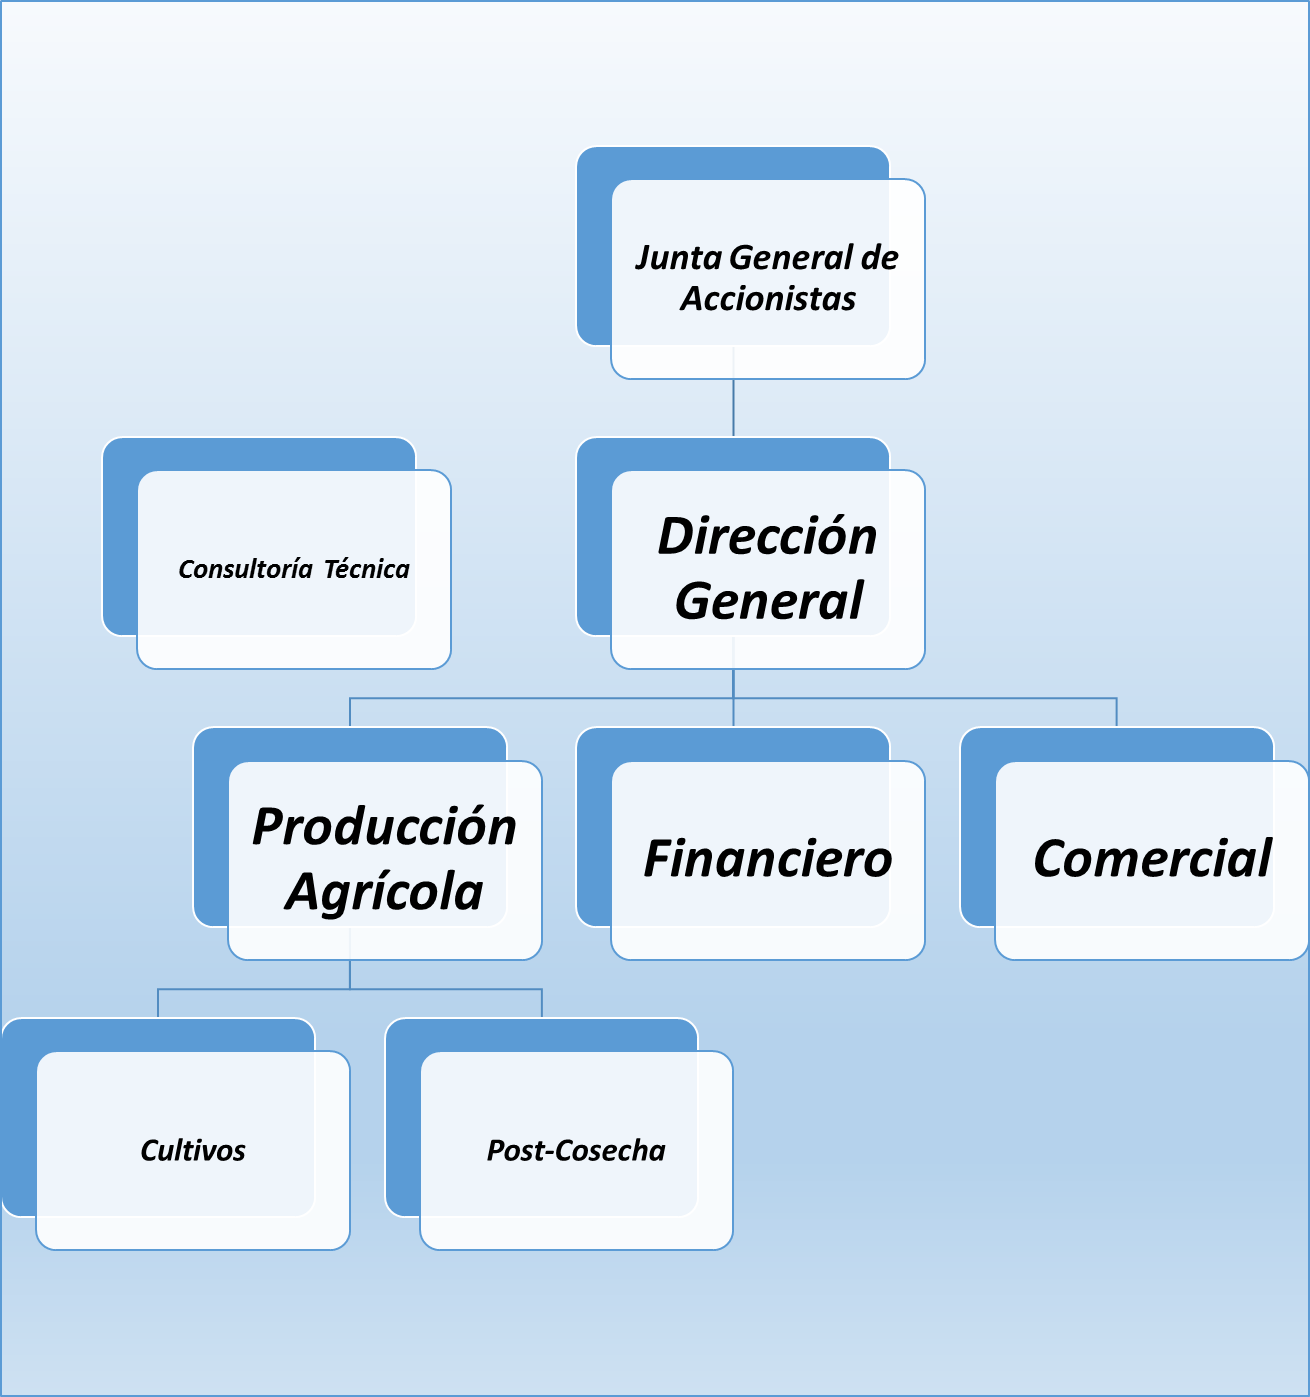 Junta General de
Accionistas
Consultoría Técnica
Dirección
General
Producción
Agrícola
Financiero
Comercial
Cultivos
Post-Cosecha